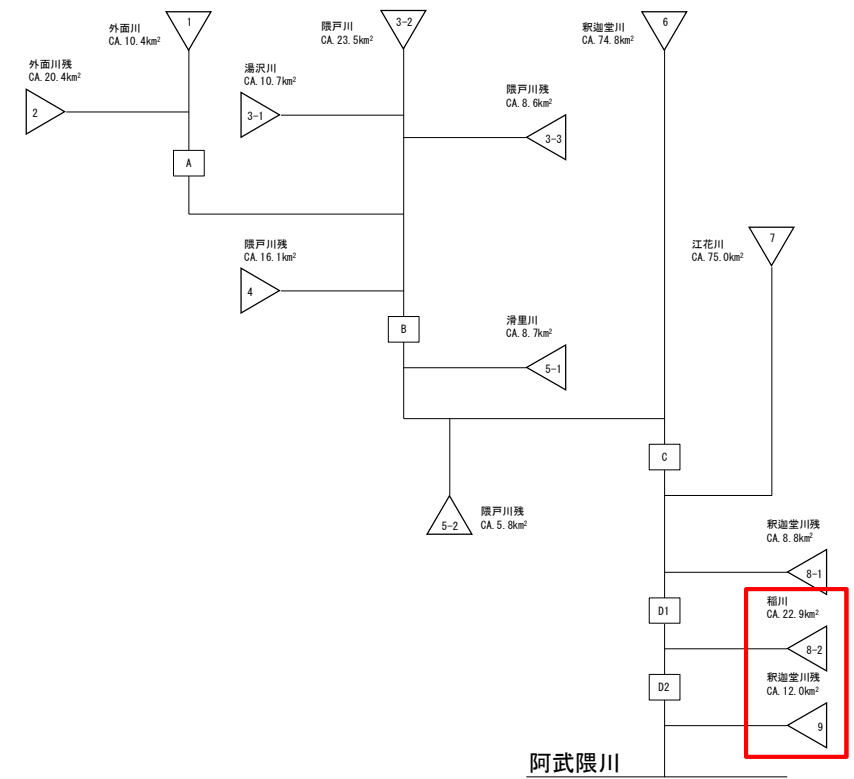 外面川
CA. 10.4km²
1
隈戸川
CA. 23.5km²
3-2
釈迦堂川
CA. 74.8km²
6
外面川残
CA. 20.4km²
2
湯沢川
CA. 10.7km²
3-1
隈戸川残
CA. 8.6km²
3-3
A
隈戸川残
CA. 16.1km²
4
江花川
CA. 75.0km²
7
B
滑里川
CA. 8.7km²
5-1
C
5-2
隈戸川残
CA. 5.8km²
釈迦堂川残
CA. 8.8km²
8-1
D1
稲川
CA. 22.9km²
8-2
D2
釈迦堂川残
CA. 12.0km²
9
阿武隈川